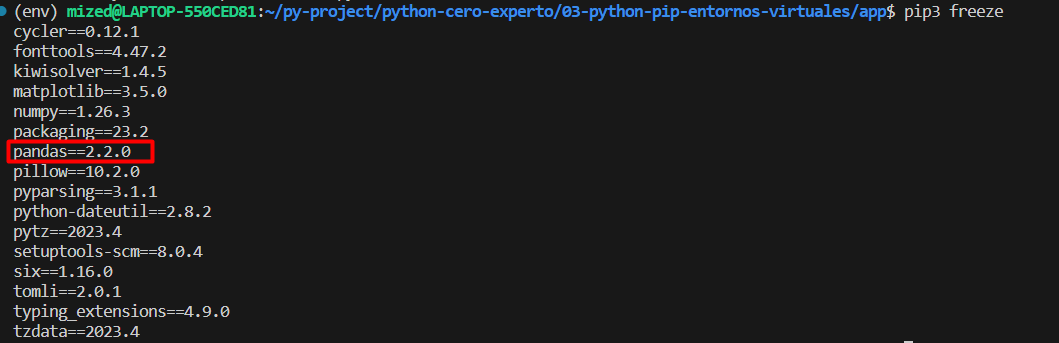 (env) mized@LAPTOP-550CED81:~/py-project/python-cero-experto/03-python-pip-entornos-virtuales/app$ pip3 freeze
cycler==0.12.1
fonttools==4.47.2
kiwisolver==1.4.5
matplotlib==3.5.0
numpy==1.26.3
packaging==23.2
pandas==2.2.0
pillow==10.2.0
pyparsing==3.1.1
python-dateutil==2.8.2
pytz==2023.4
setuptools-scm==8.0.4
six==1.16.0
tomli==2.0.1
typing_extensions==4.9.0
tzdata==2023.4